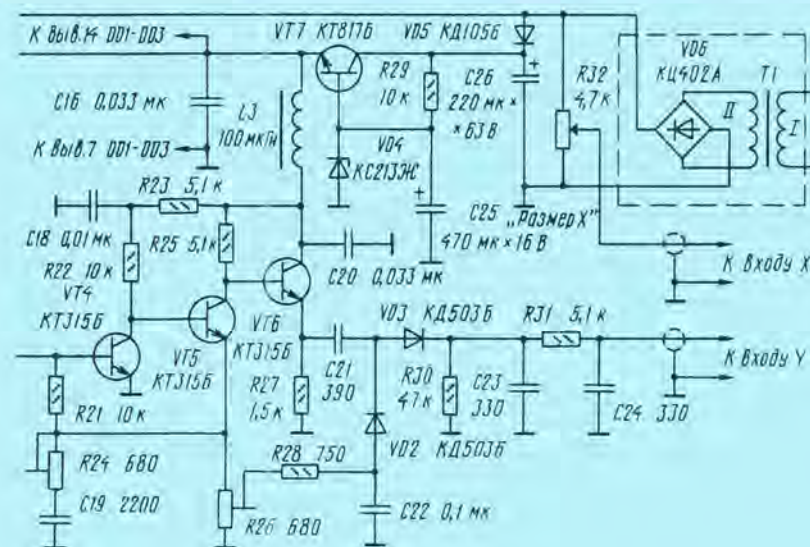 К Выв.14 DD1-DD3
VT7 КТ817Б
VD5 КД105Б
VD6
КЦ402А
T1
II
I
C16 0,033 мк
L3
100мкГн
R29
10 к
C26
220 мк ×
× 63 В
R32
4,7 к
К Выв.7 DD1-DD3
VD4
КС213Ж
R23 5,1 к
C25 „Размер X"
470 мк × 16 В
C18 0,01 мк
R25 5,1к
R22 10 к
C20 0,033 мк
К Входу X
VT4
КТ315Б
VT5
КТ315Б
VT6
КТ315Б
VD3 КД503Б
R31 5,1 к
C21
390
R27
1,5 к
R30
47 к
C23
330
C24 330
К Входу Y
R21 10 к
R24 680
R28 750
VD2 КД503Б
C19 2200
R26 680
C22 0,1 мк